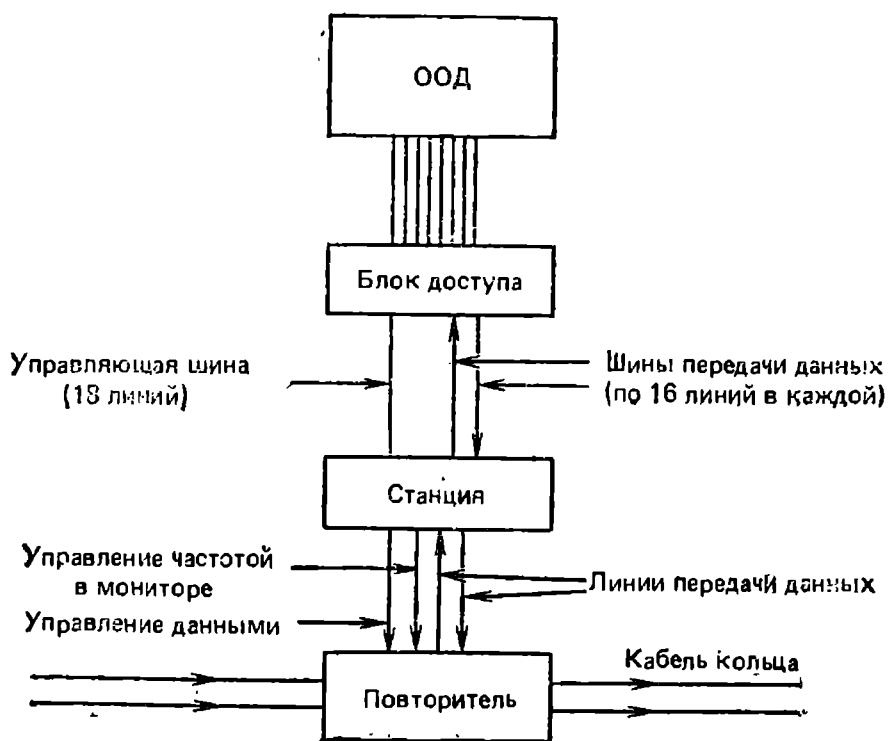 ООД
Блок доступа
Управляющая шина
(18 линий)
Шины передачи данных
(по 16 линий в каждой)
Станция
Управление частотой
в мониторе
Управление данными
Линии передачи данных
Кабель кольца
Повторитель